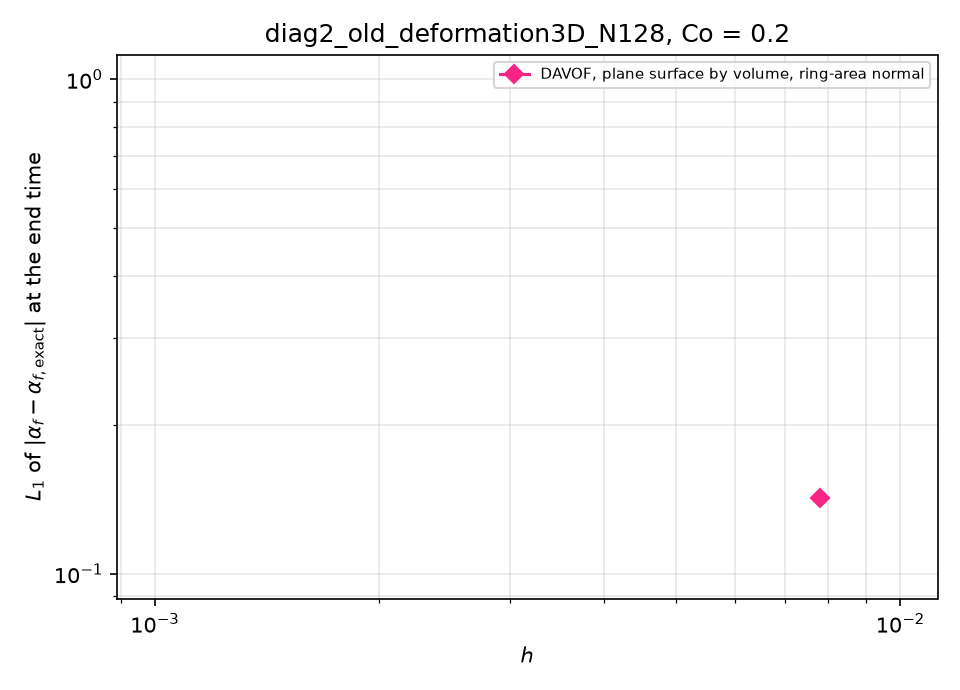 diag2_old_deformation3D_N128, Co = 0.2
DAVOF, plane surface by volume, ring-area normal
10⁰
10⁻¹
L₁ of |α_f − α_{f,exact}| at the end time
10⁻³
10⁻²
h